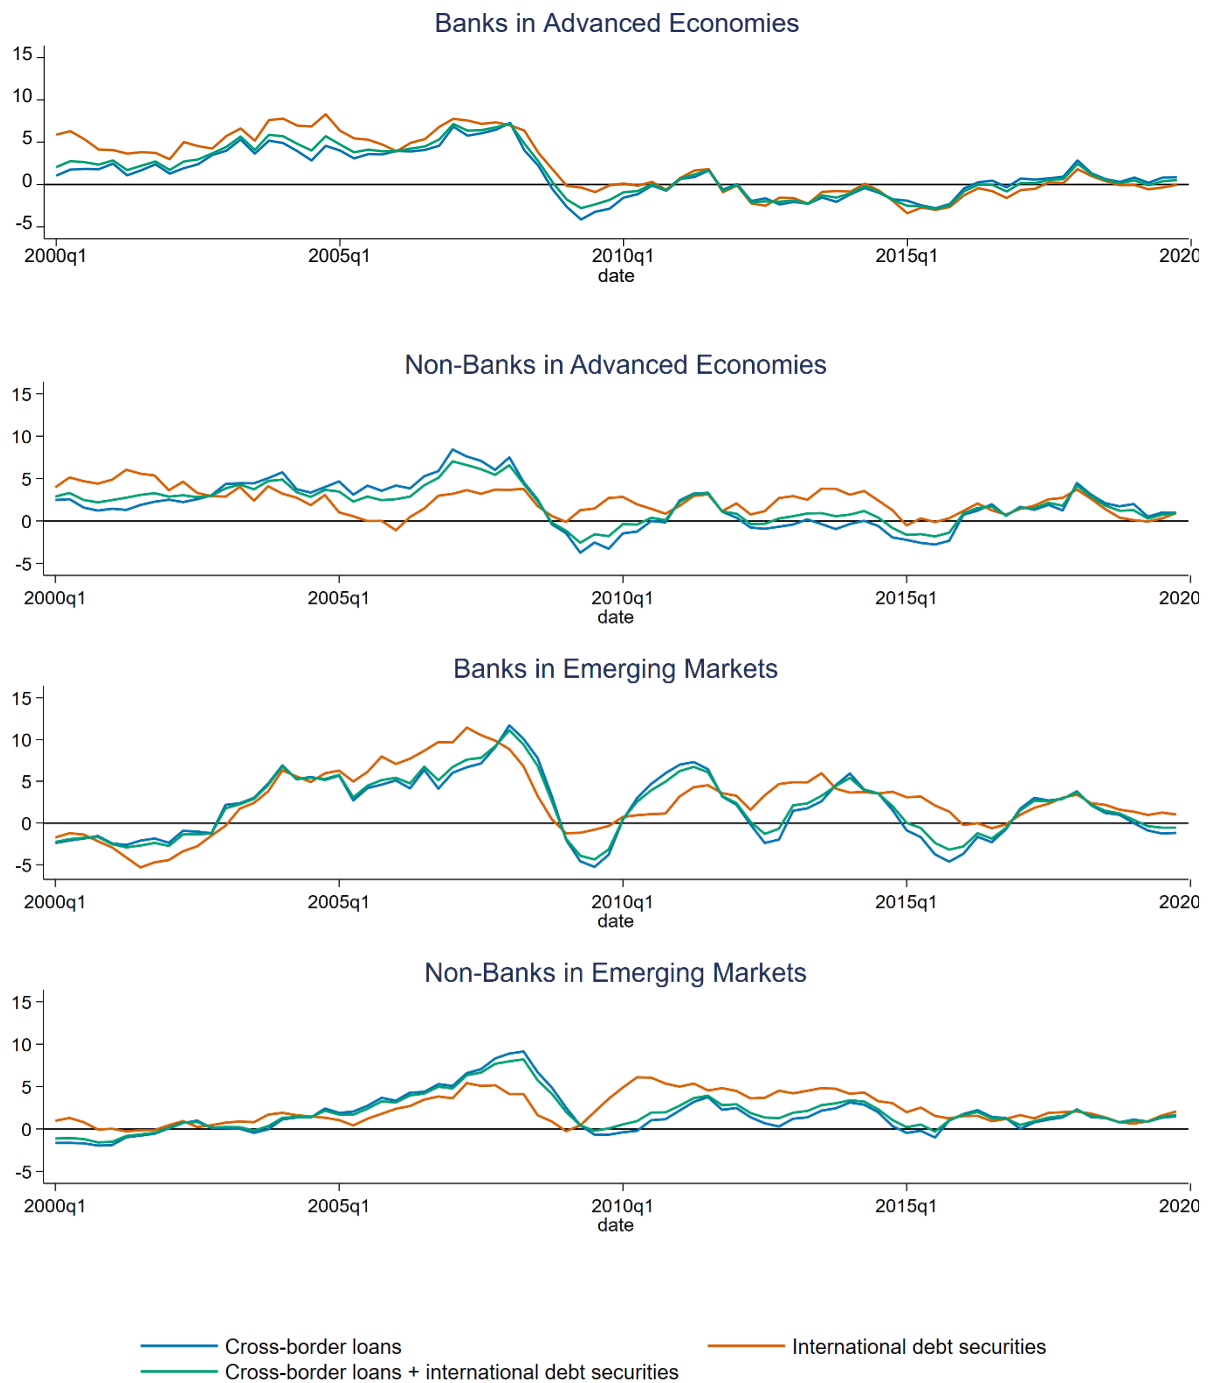 Banks in Advanced Economies
15
10
5
0
-5
2000q1 2005q1 2010q1 2015q1 2020
date
Non-Banks in Advanced Economies
15
10
5
0
-5
2000q1 2005q1 2010q1 2015q1 2020
date
Banks in Emerging Markets
15
10
5
0
-5
2000q1 2005q1 2010q1 2015q1 2020
date
Non-Banks in Emerging Markets
15
10
5
0
-5
2000q1 2005q1 2010q1 2015q1 2020
date
Cross-border loans International debt securities
Cross-border loans + international debt securities